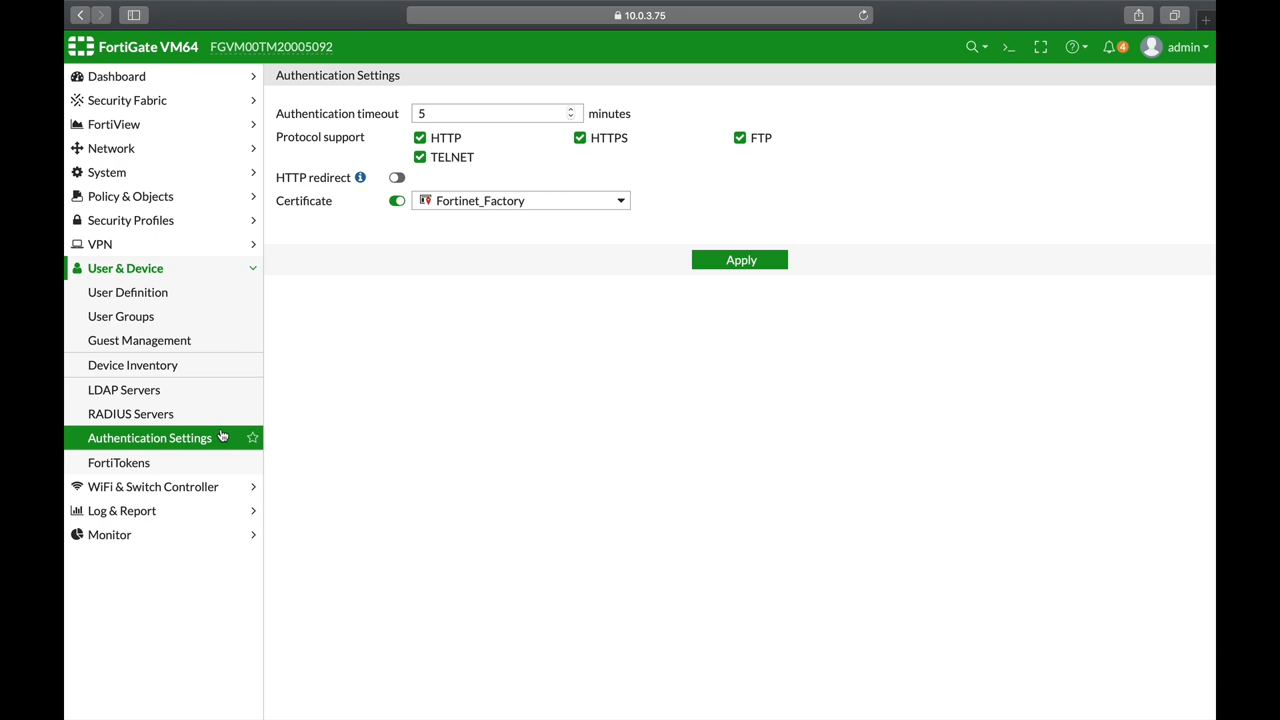 10.0.3.75
FortiGate VM64 FGVM00TM20005092
4 admin
Dashboard
Security Fabric
FortiView
Network
System
Policy & Objects
Security Profiles
VPN
User & Device
User Definition
User Groups
Guest Management
Device Inventory
LDAP Servers
RADIUS Servers
Authentication Settings
FortiTokens
WiFi & Switch Controller
Log & Report
Monitor
Authentication Settings
Authentication timeout 5 minutes
Protocol support HTTP HTTPS FTP
TELNET
HTTP redirect
Certificate Fortinet_Factory
Apply